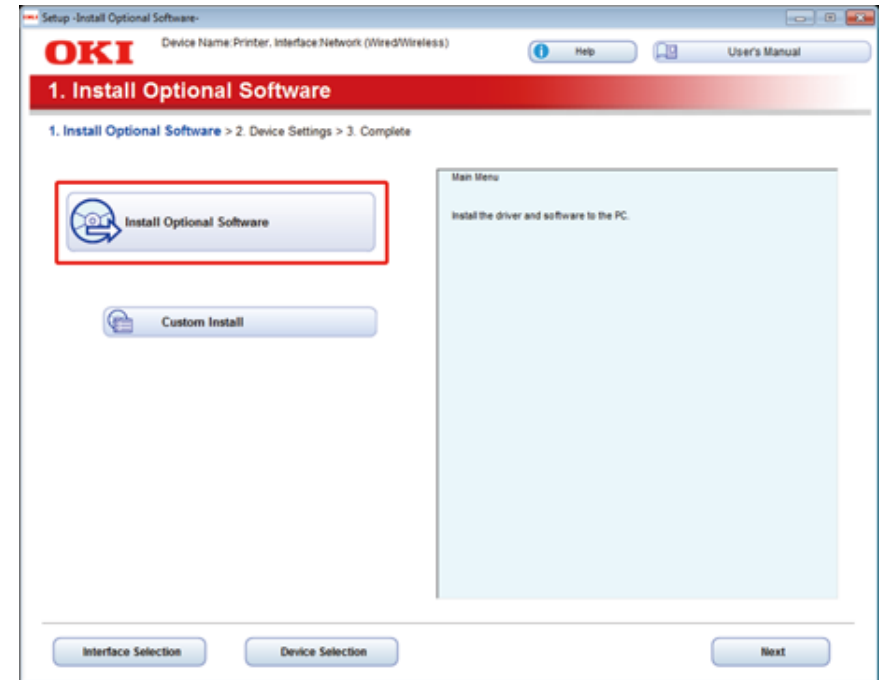 Setup -Install Optional Software-
OKI
Device Name:Printer, Interface:Network (Wired/Wireless)
Help
User's Manual
1. Install Optional Software
1. Install Optional Software > 2. Device Settings > 3. Complete
Install Optional Software
Custom Install
Main Menu
Install the driver and software to the PC.
Interface Selection
Device Selection
Next